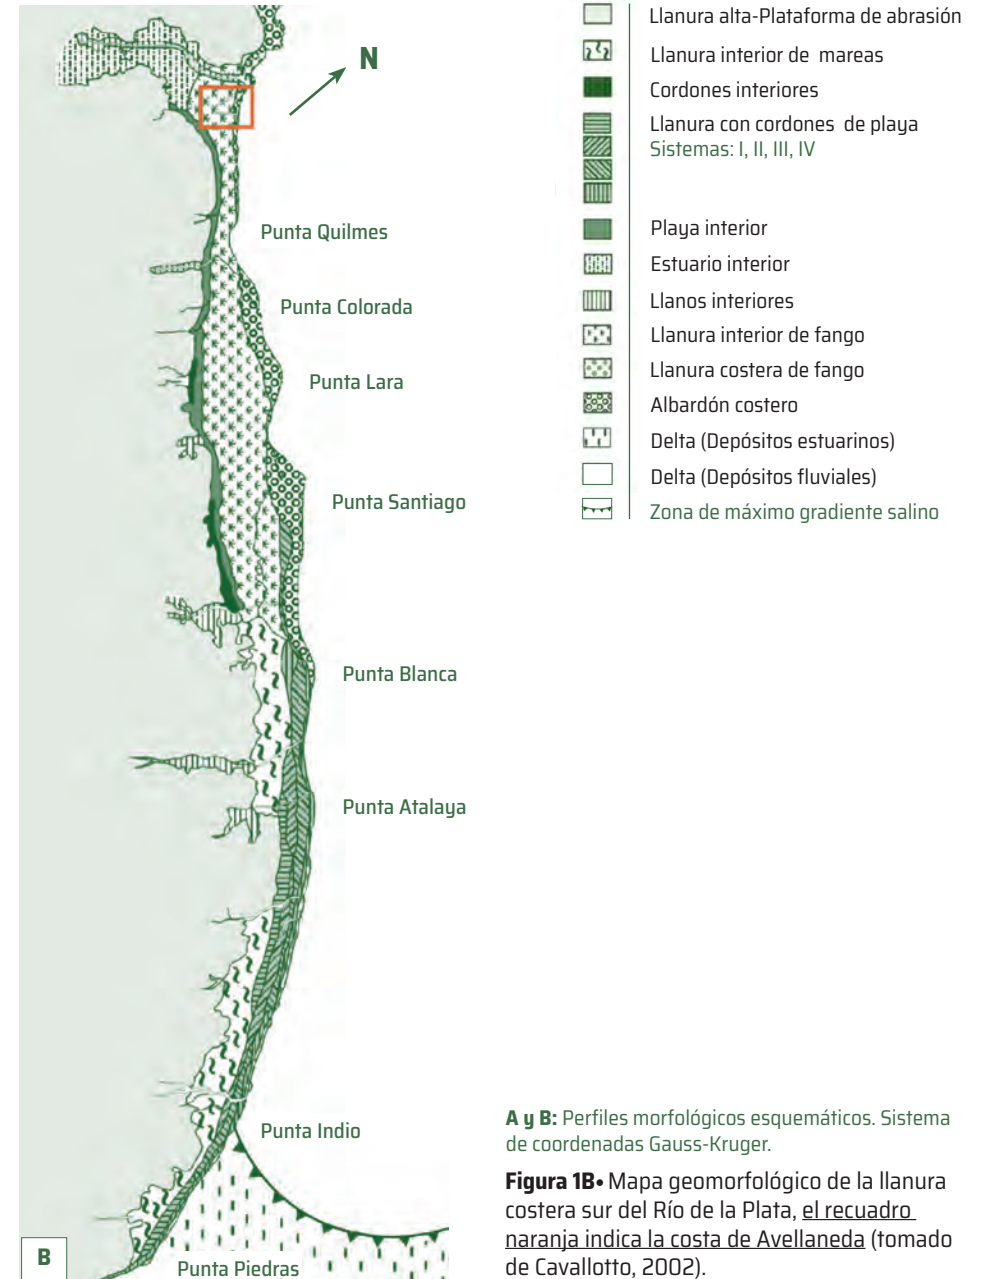 N
Punta Quilmes
Punta Colorada
Punta Lara
Punta Santiago
Punta Blanca
Punta Atalaya
Punta Indio
Punta Piedras
B
Llanura alta-Plataforma de abrasión
Llanura interior de mareas
Cordones interiores
Llanura con cordones de playa
Sistemas: I, II, III, IV
Playa interior
Estuario interior
Llanos interiores
Llanura interior de fango
Llanura costera de fango
Albardón costero
Delta (Depósitos estuarinos)
Delta (Depósitos fluviales)
Zona de máximo gradiente salino
A y B: Perfiles morfológicos esquemáticos. Sistema
de coordenadas Gauss-Kruger.
Figura 1B• Mapa geomorfológico de la llanura
costera sur del Río de la Plata, el recuadro
naranja indica la costa de Avellaneda (tomado
de Cavallotto, 2002).